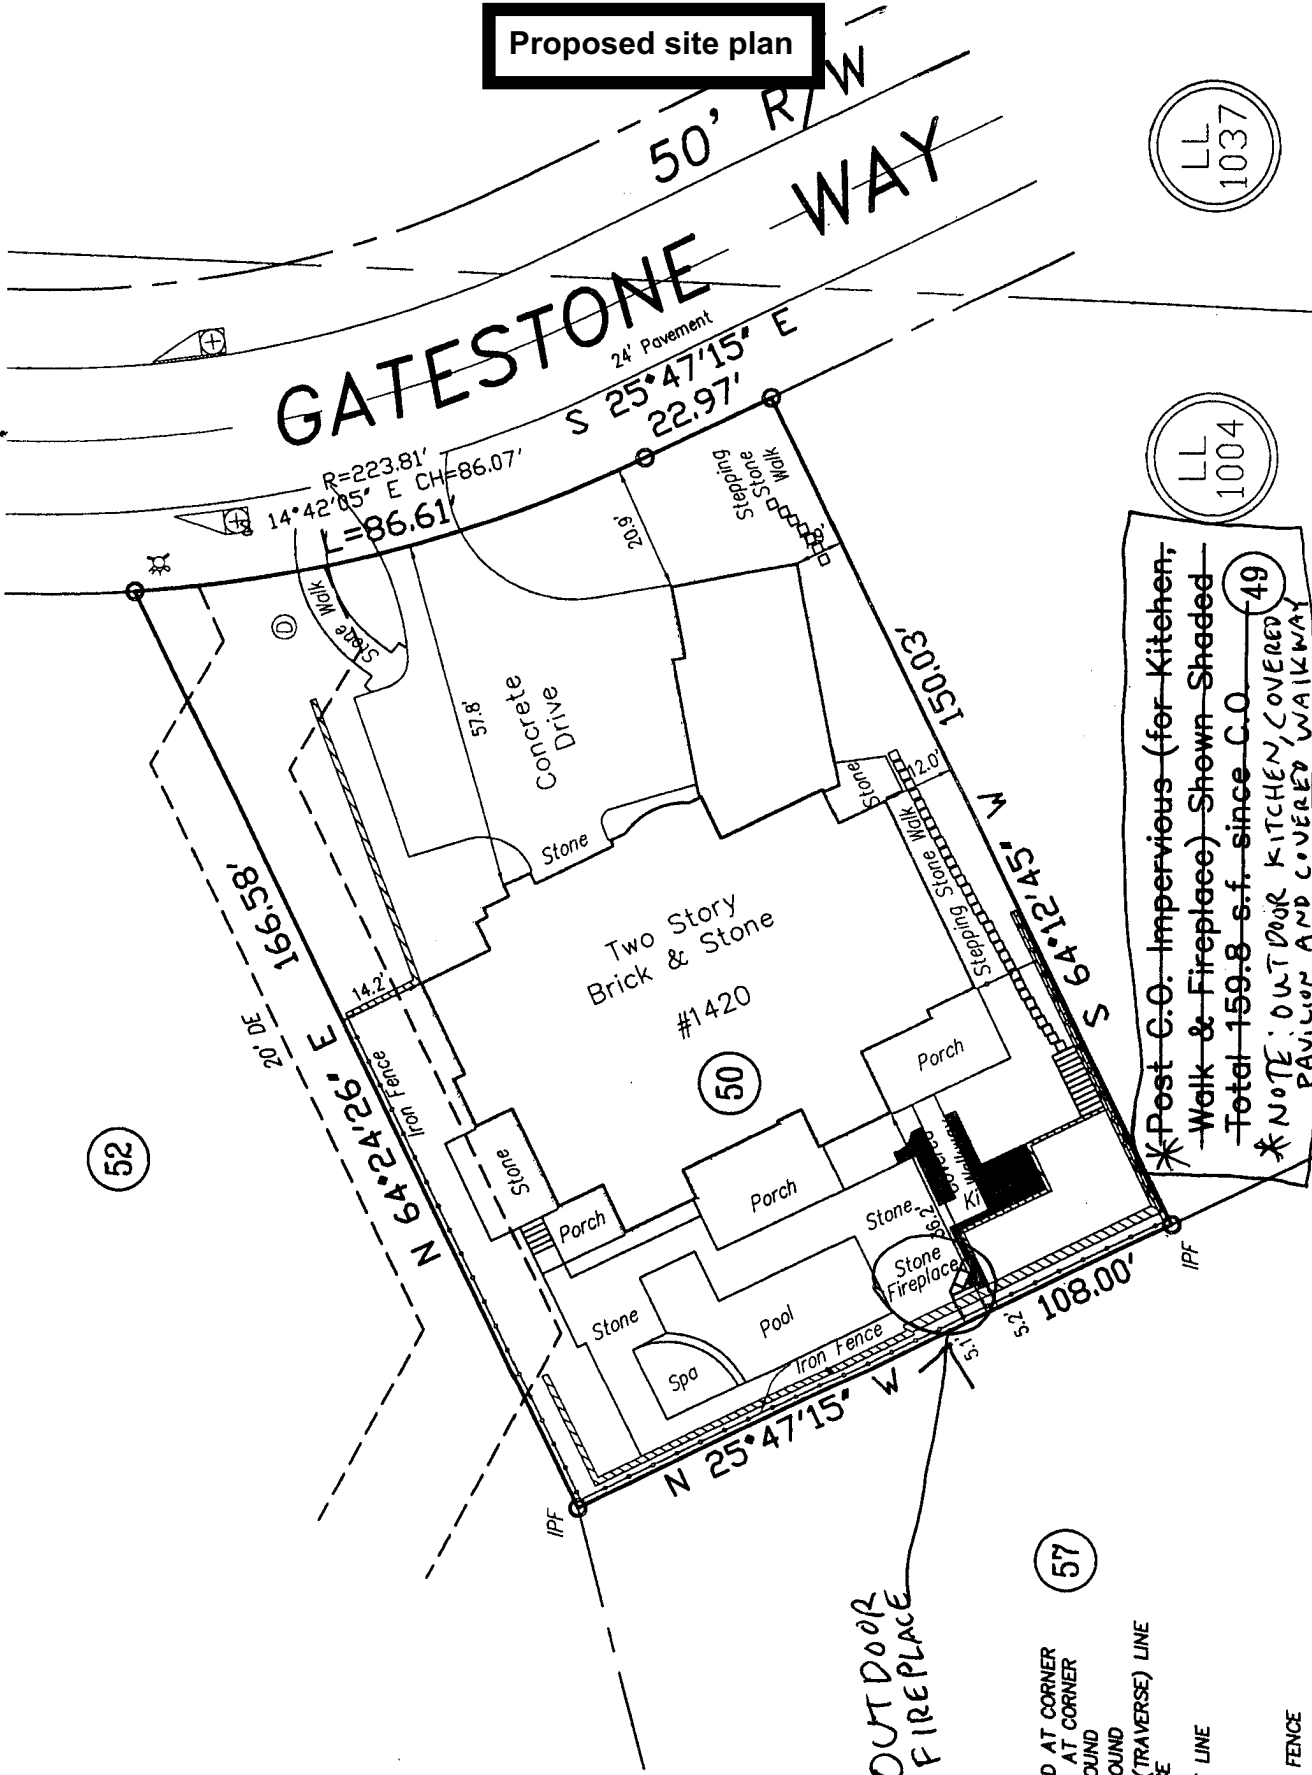 Proposed site plan
50' R/W
GATESTONE WAY
24' Pavement
S 25°47'15" E
22.97'
R=223.81'
S 14°42'05" E CH=86.07'
L=86.61'
LL
1037
LL
1004
Stepping
Stone
Walk
20.9'
Stone Walk
D
57.8'
Concrete
Drive
150.03'
S 64°12'45" W
12.0'
Stone
Stone
Stepping Stone Walk
166.58'
N 64°24'26" E
20' DE
14.2'
Iron Fence
Two Story
Brick & Stone
#1420
50
52
Porch
Stone
Porch
Porch
Stone
Covered
Walkway
Ki
36.2'
Stone
Fireplace
Stone
Pool
Spa
Iron Fence
5.1'
5.2'
108.00'
N 25°47'15" W
IPF
IPF
*Post C.O. Impervious (for Kitchen,
Walk & Fireplace) Shown Shaded
Total 159.8 s.f. since C.O.
49
*NOTE: OUTDOOR KITCHEN, COVERED
PAVILION AND COVERED WALKWAY
OUTDOOR
FIREPLACE
57
D AT CORNER
AT CORNER
OUND
OUND
(TRAVERSE) LINE
E
LINE
FENCE